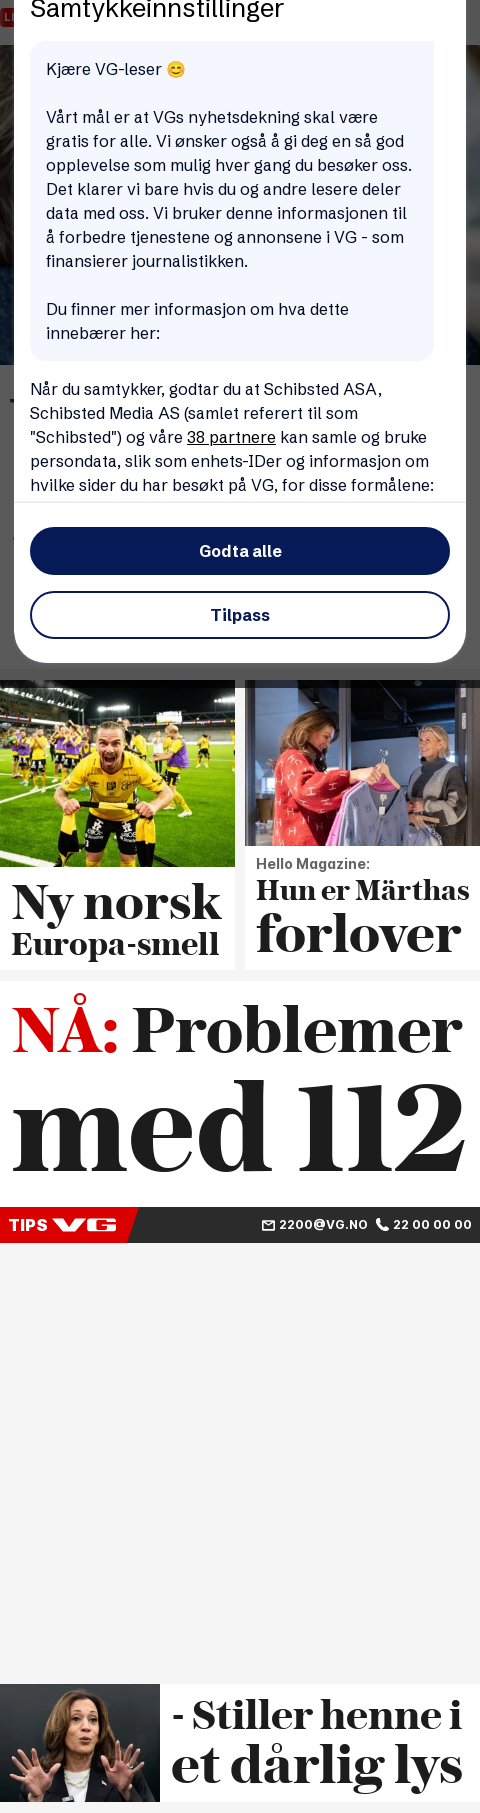 Samtykkeinnstillinger
Kjære VG-leser 😊
Vårt mål er at VGs nyhetsdekning skal være
gratis for alle. Vi ønsker også å gi deg en så god
opplevelse som mulig hver gang du besøker oss.
Det klarer vi bare hvis du og andre lesere deler
data med oss. Vi bruker denne informasjonen til
å forbedre tjenestene og annonsene i VG - som
finansierer journalistikken.
Du finner mer informasjon om hva dette
innebærer her:
Når du samtykker, godtar du at Schibsted ASA,
Schibsted Media AS (samlet referert til som
"Schibsted") og våre 38 partnere kan samle og bruke
persondata, slik som enhets-IDer og informasjon om
hvilke sider du har besøkt på VG, for disse formålene:
Godta alle
Tilpass
Ny norsk
Europa-smell
Hello Magazine:
Hun er Märthas
forlover
NÅ: Problemer
med 112
TIPS VG
2200@VG.NO 22 00 00 00
- Stiller henne i
et dårlig lys